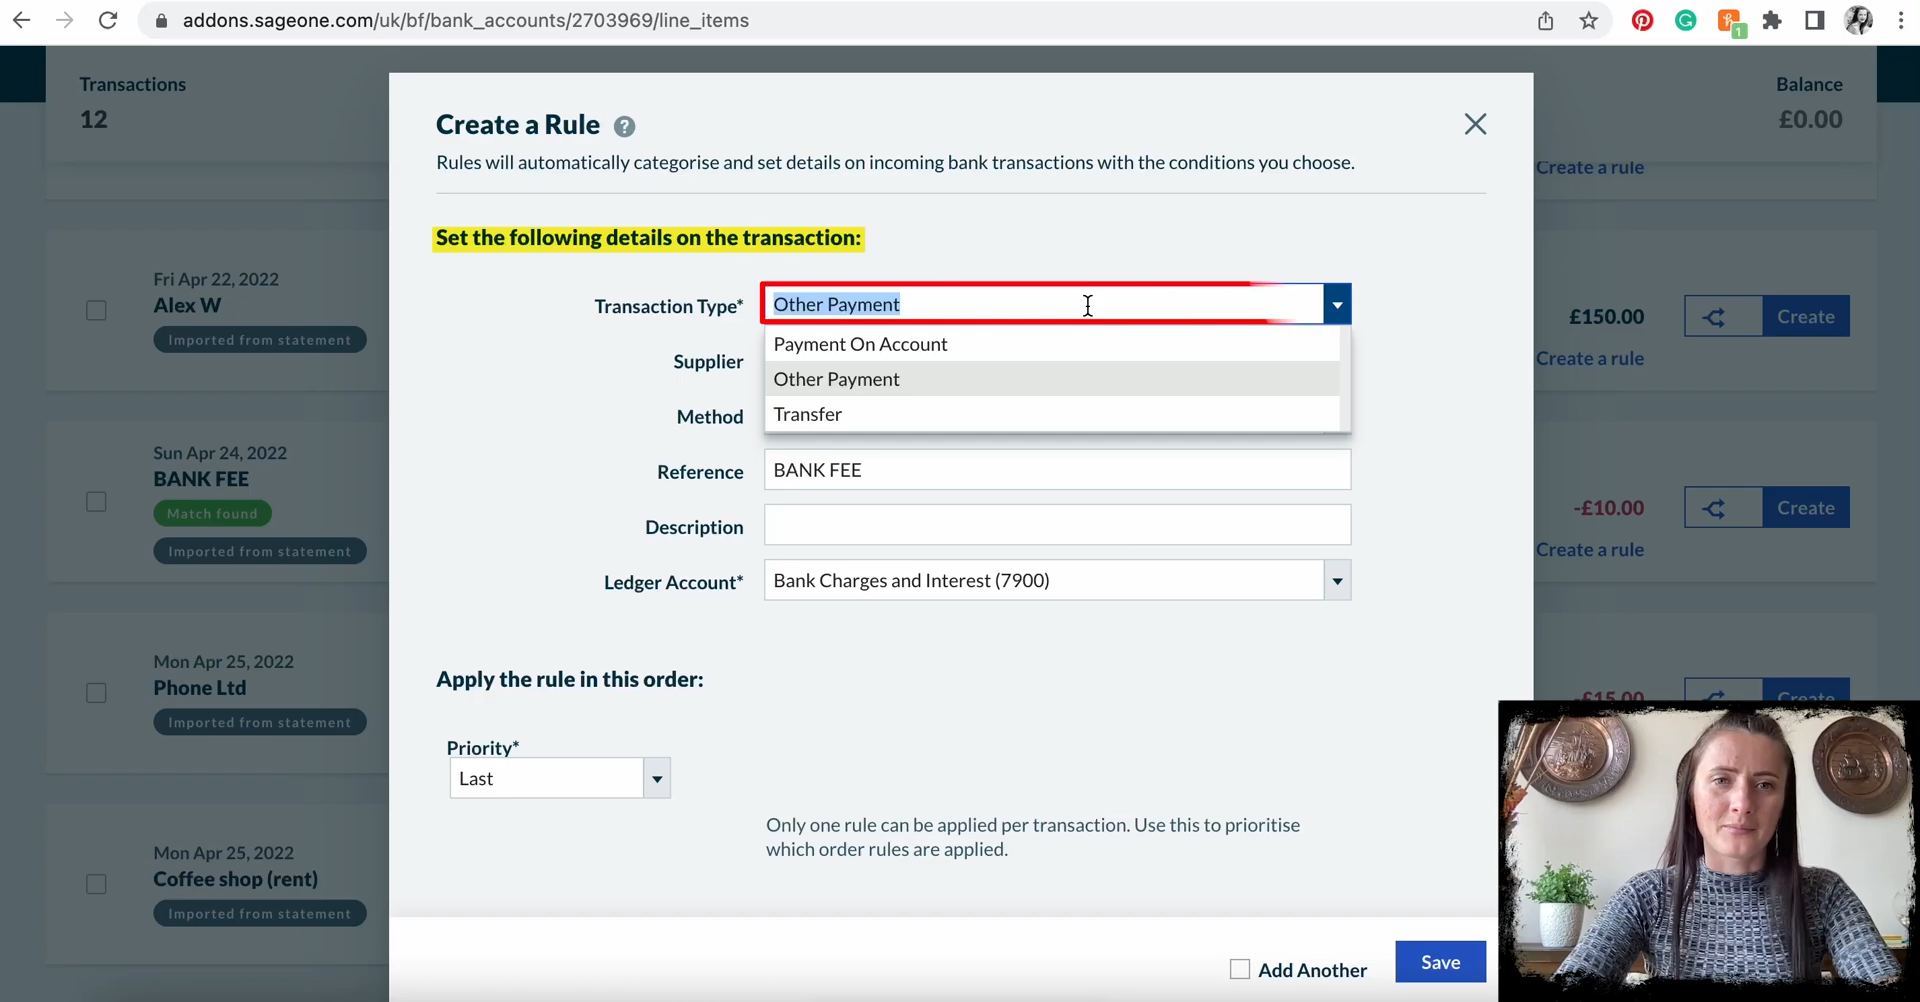 addons.sageone.com/uk/bf/bank_accounts/2703969/line_items
1
Transactions
12
Balance
£0.00
Create a Rule ?
Rules will automatically categorise and set details on incoming bank transactions with the conditions you choose.
Create a rule
Set the following details on the transaction:
Fri Apr 22, 2022
Alex W
Imported from statement
Transaction Type*
Other Payment
£150.00
Create
Create a rule
Payment On Account
Other Payment
Transfer
Supplier
Method
Sun Apr 24, 2022
BANK FEE
Match found
Imported from statement
Reference
BANK FEE
-£10.00
Create
Create a rule
Description
Ledger Account*
Bank Charges and Interest (7900)
Mon Apr 25, 2022
Phone Ltd
Imported from statement
-£15.00
Create
Apply the rule in this order:
Priority*
Last
Only one rule can be applied per transaction. Use this to prioritise
which order rules are applied.
Mon Apr 25, 2022
Coffee shop (rent)
Imported from statement
Add Another
Save